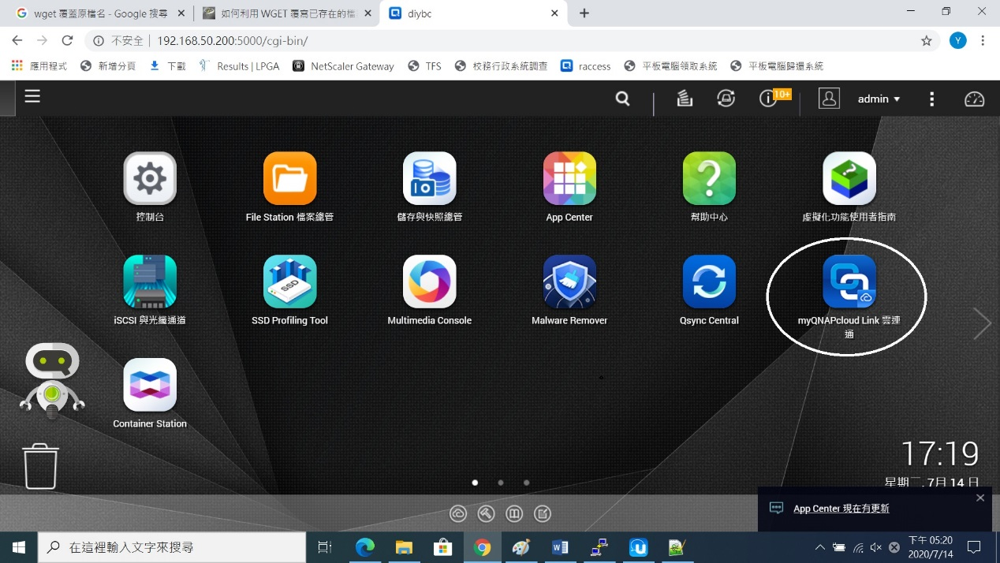 wget 覆蓋原檔名 - Google 搜尋
如何利用 WGET 覆寫已存在的檔
diybc
不安全
192.168.50.200:5000/cgi-bin/
Y
應用程式
新增分頁
下載
Results | LPGA
NetScaler Gateway
TFS
校務行政系統調查
raccess
平板電腦領取系統
平板電腦歸還系統
10+
admin
控制台
File Station 檔案總管
儲存與快照總管
App Center
幫助中心
虛擬化功能使用者指南
SSD
iSCSI 與光纖通道
SSD Profiling Tool
Multimedia Console
Malware Remover
Qsync Central
myQNAPcloud Link 雲連
通
Container Station
17:19
星期二, 7月 14 日
App Center 現在有更新
在這裡輸入文字來搜尋
下午 05:20
2020/7/14